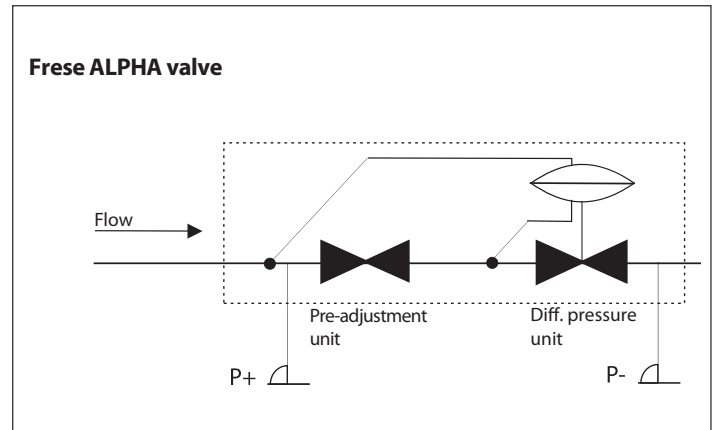 Frese ALPHA valve
Flow
Pre-adjustment
unit
Diff. pressure
unit
P+
P-